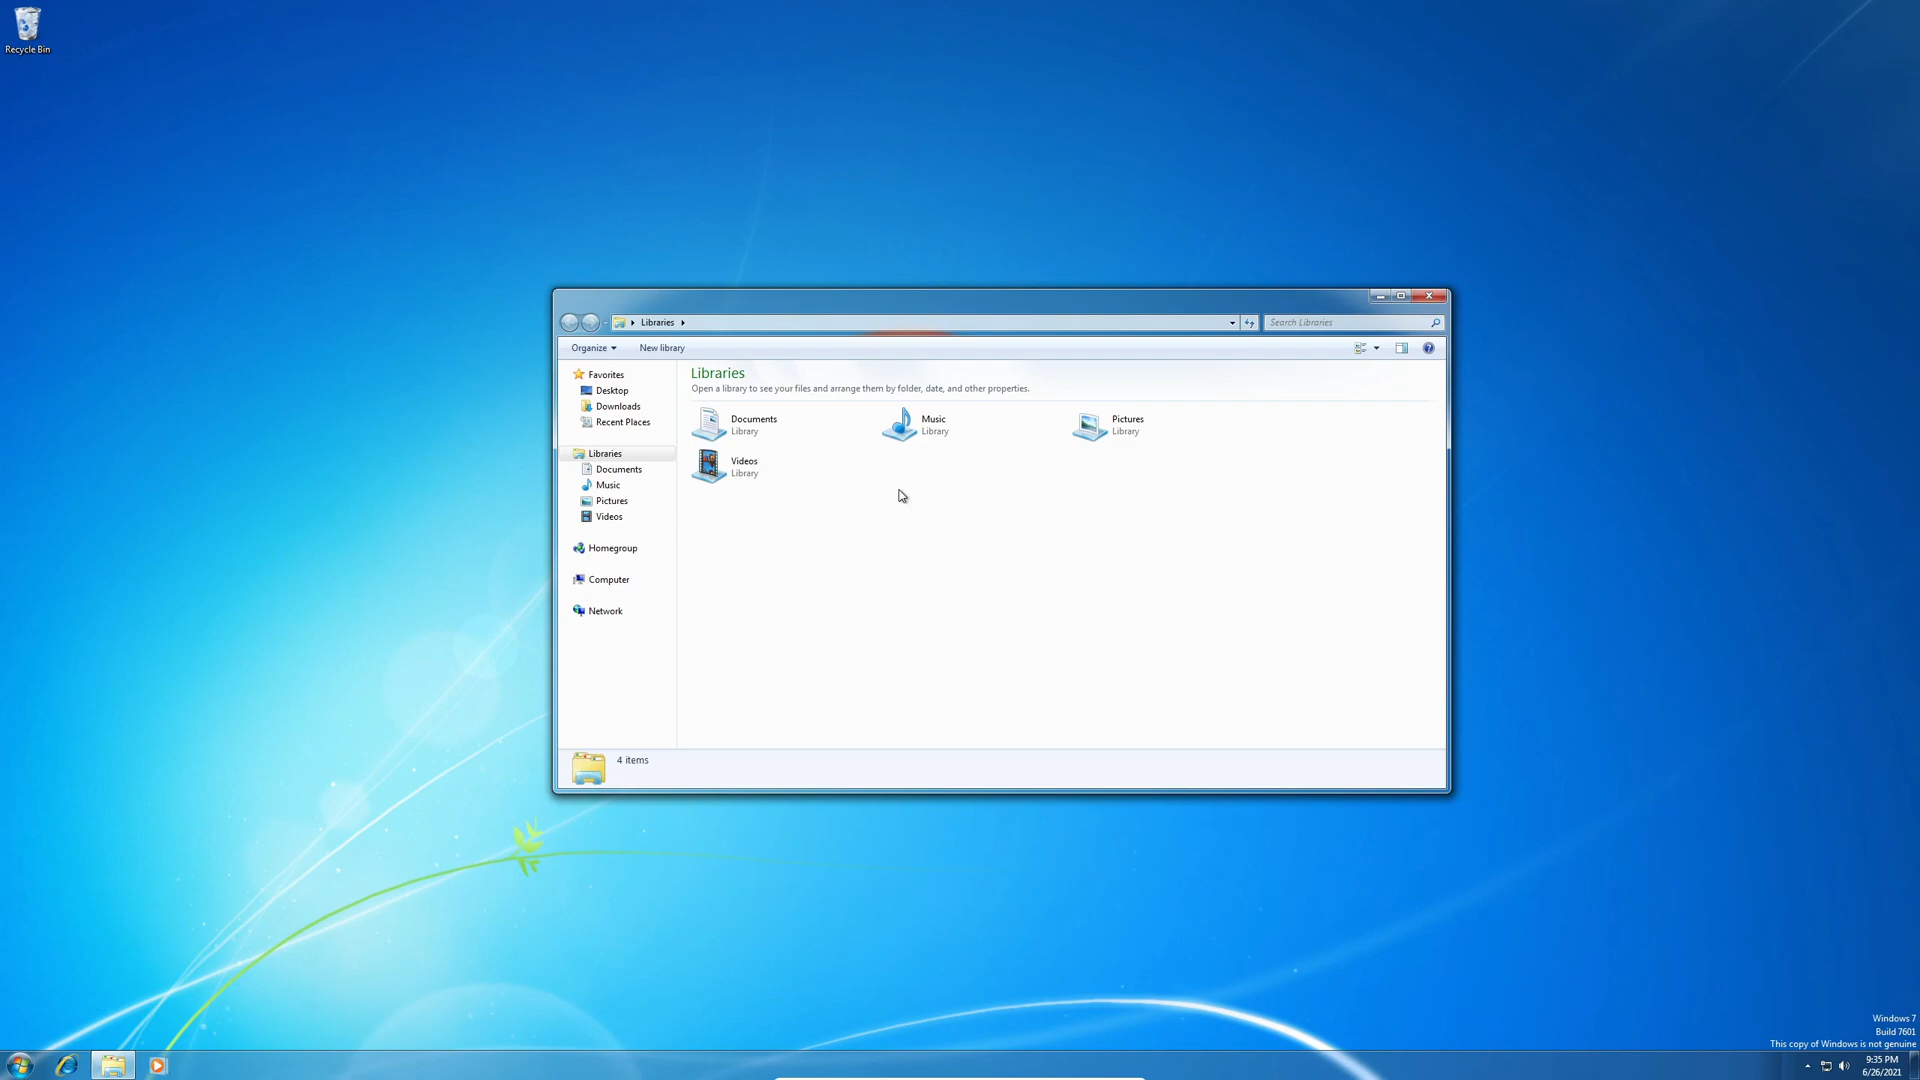 Recycle Bin
Libraries
Search Libraries
Organize
New library
Favorites
Desktop
Downloads
Recent Places
Libraries
Documents
Music
Pictures
Videos
Homegroup
Computer
Network
Libraries
Open a library to see your files and arrange them by folder, date, and other properties.
Documents
Library
Music
Library
Pictures
Library
Videos
Library
4 items
Windows 7
Build 7601
This copy of Windows is not genuine
9:35 PM
6/26/2021